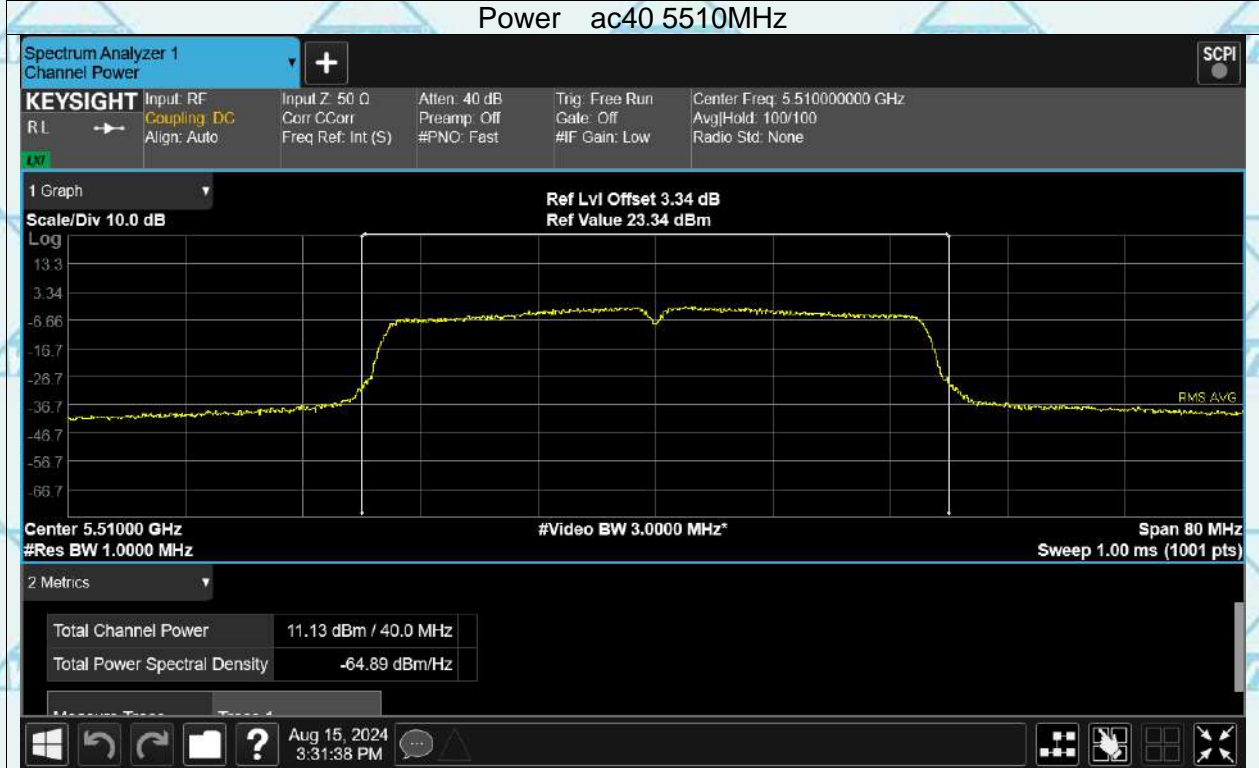 Power ac40 5510MHz
Spectrum Analyzer 1
Channel Power
+
SCPI
KEYSIGHT
RL
LXI
Input: RF
Coupling: DC
Align: Auto
Input Z: 50 Ω
Corr CCorr
Freq Ref: Int (S)
Atten: 40 dB
Preamp: Off
#PNO: Fast
Trig: Free Run
Gate: Off
#IF Gain: Low
Center Freq: 5.510000000 GHz
Avg|Hold: 100/100
Radio Std: None
1 Graph
Scale/Div 10.0 dB
Ref Lvl Offset 3.34 dB
Ref Value 23.34 dBm
Log
13.3
3.34
-6.66
-16.7
-26.7
-36.7
-46.7
-56.7
-66.7
RMS AVG
Center 5.51000 GHz
#Res BW 1.0000 MHz
#Video BW 3.0000 MHz*
Span 80 MHz
Sweep 1.00 ms (1001 pts)
2 Metrics
Total Channel Power 11.13 dBm / 40.0 MHz
Total Power Spectral Density -64.89 dBm/Hz
?
Aug 15, 2024
3:31:38 PM